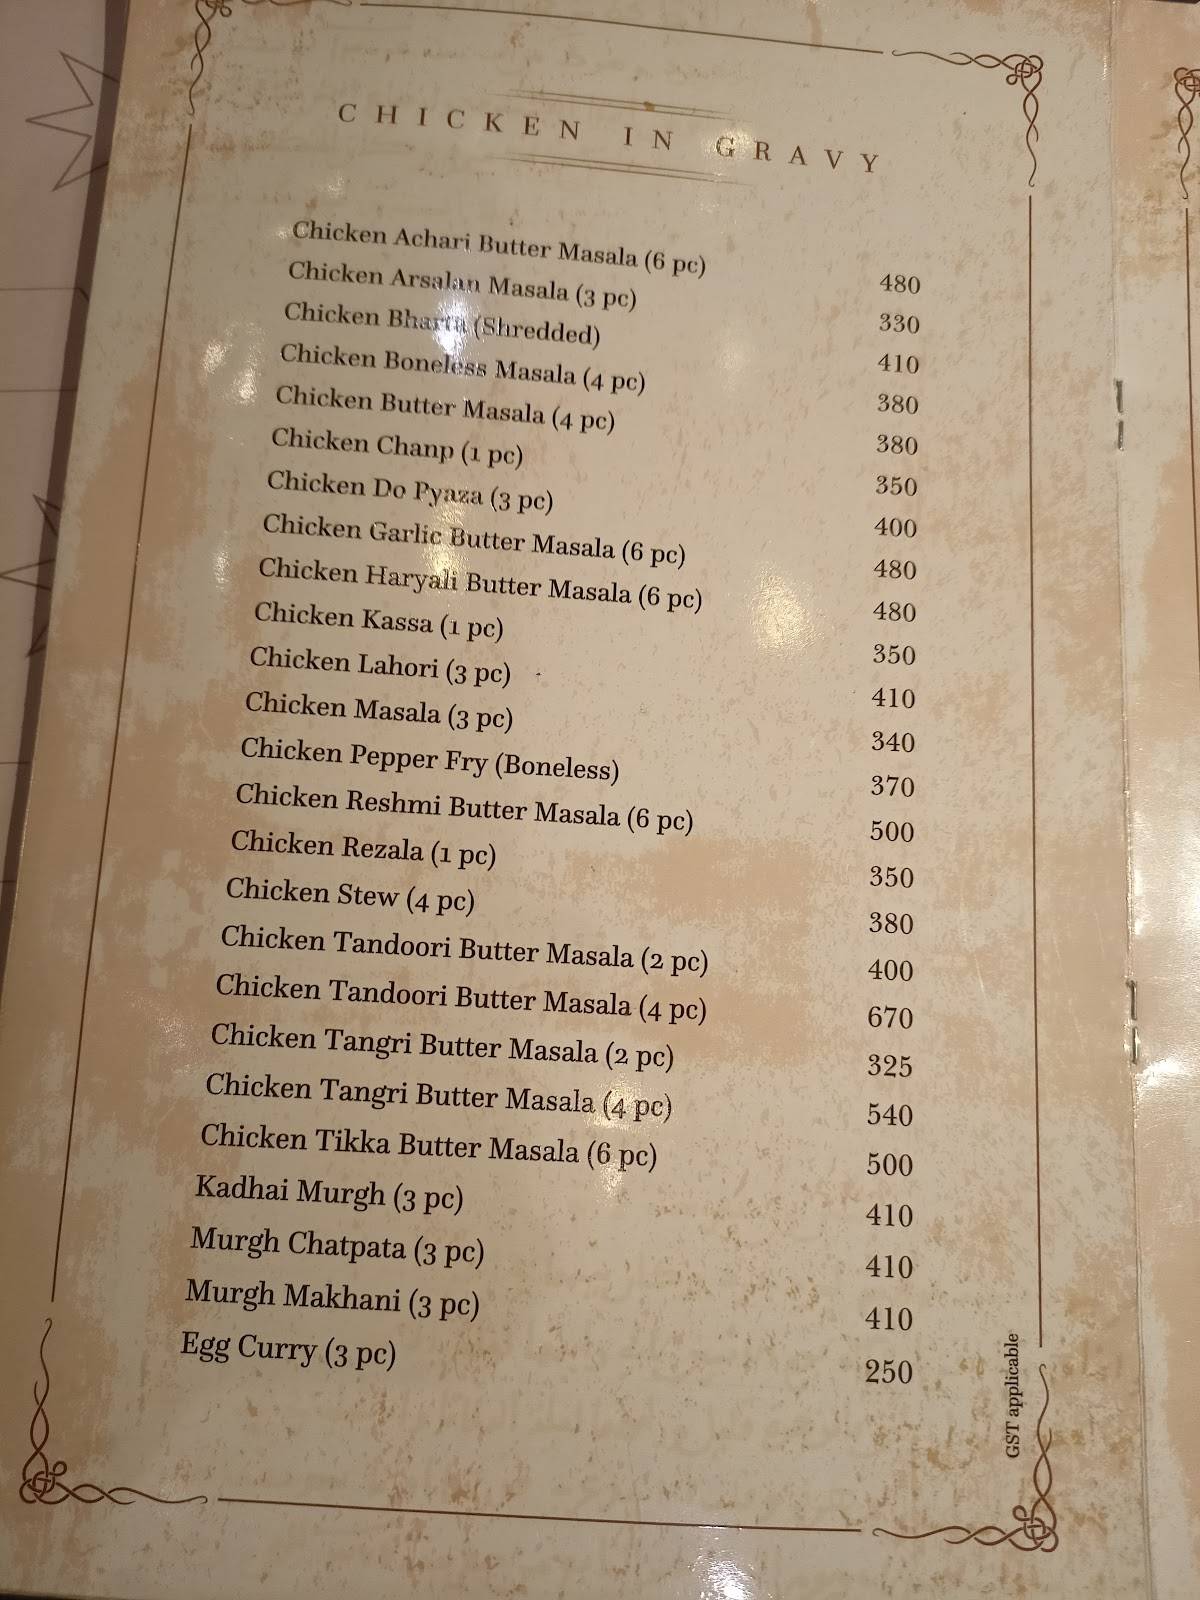 CHICKEN IN GRAVY
Chicken Achari Butter Masala (6 pc) 480
Chicken Arsalan Masala (3 pc) 330
Chicken Bharta (Shredded) 410
Chicken Boneless Masala (4 pc) 380
Chicken Butter Masala (4 pc) 380
Chicken Chanp (1 pc) 350
Chicken Do Pyaza (3 pc) 400
Chicken Garlic Butter Masala (6 pc) 480
Chicken Haryali Butter Masala (6 pc) 480
Chicken Kassa (1 pc) 350
Chicken Lahori (3 pc) 410
Chicken Masala (3 pc) 340
Chicken Pepper Fry (Boneless) 370
Chicken Reshmi Butter Masala (6 pc) 500
Chicken Rezala (1 pc) 350
Chicken Stew (4 pc) 380
Chicken Tandoori Butter Masala (2 pc) 400
Chicken Tandoori Butter Masala (4 pc) 670
Chicken Tangri Butter Masala (2 pc) 325
Chicken Tangri Butter Masala (4 pc) 540
Chicken Tikka Butter Masala (6 pc) 500
Kadhai Murgh (3 pc) 410
Murgh Chatpata (3 pc) 410
Murgh Makhani (3 pc) 410
Egg Curry (3 pc) 250
GST applicable